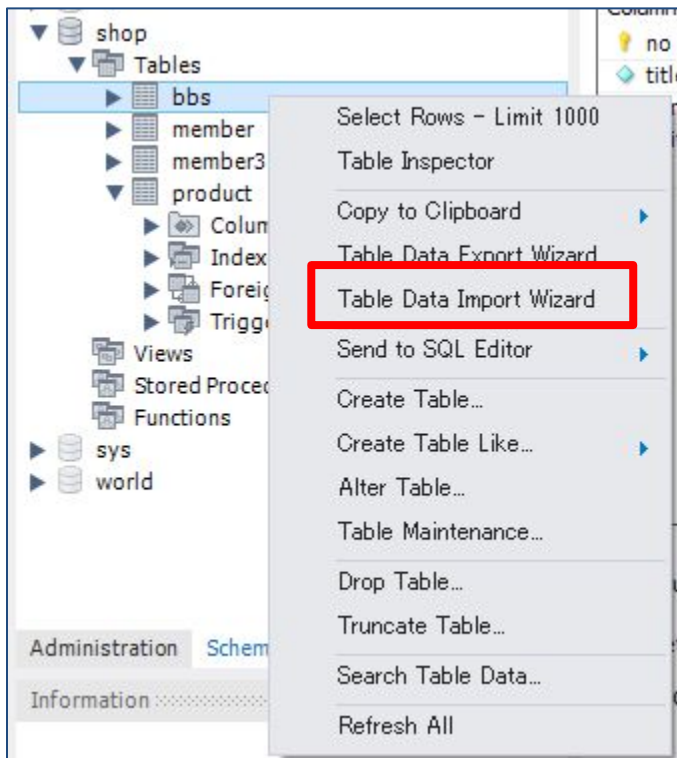 shop
Tables
bbs
member
member3
product
Colum
Index
Foreig
Trigge
Views
Stored Proced
Functions
sys
world
Administration Schem
Information
Select Rows - Limit 1000
Table Inspector
Copy to Clipboard
Table Data Export Wizard
Table Data Import Wizard
Send to SQL Editor
Create Table...
Create Table Like...
Alter Table...
Table Maintenance...
Drop Table...
Truncate Table...
Search Table Data...
Refresh All
no
title